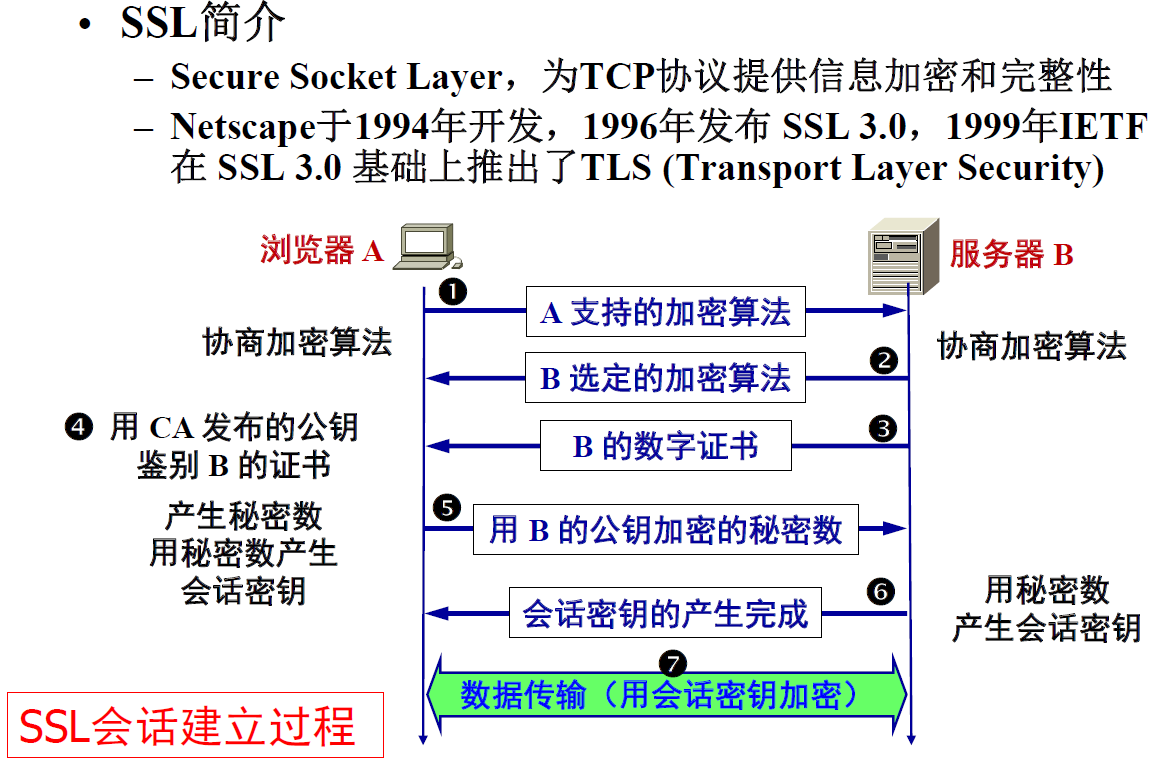 • SSL简介
– Secure Socket Layer，为TCP协议提供信息加密和完整性
– Netscape于1994年开发，1996年发布 SSL 3.0，1999年IETF
在 SSL 3.0 基础上推出了TLS (Transport Layer Security)
浏览器 A
服务器 B
❶
A 支持的加密算法
协商加密算法
协商加密算法
❷
B 选定的加密算法
❸
B 的数字证书
❹ 用 CA 发布的公钥
鉴别 B 的证书
❺
用 B 的公钥加密的秘密数
产生秘密数
用秘密数产生
会话密钥
❻
会话密钥的产生完成
用秘密数
产生会话密钥
❼
数据传输（用会话密钥加密）
SSL会话建立过程